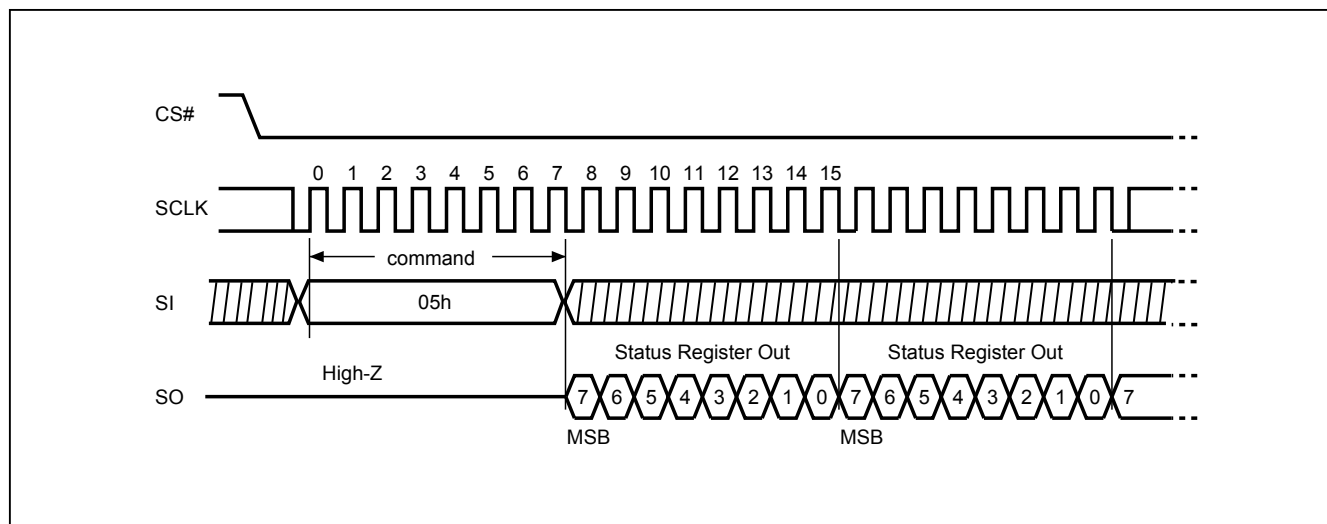 CS#
0 1 2 3 4 5 6 7 8 9 10 11 12 13 14 15
SCLK
command
SI
05h
Status Register Out Status Register Out
High-Z
SO
7 6 5 4 3 2 1 0 7 6 5 4 3 2 1 0 7
MSB MSB